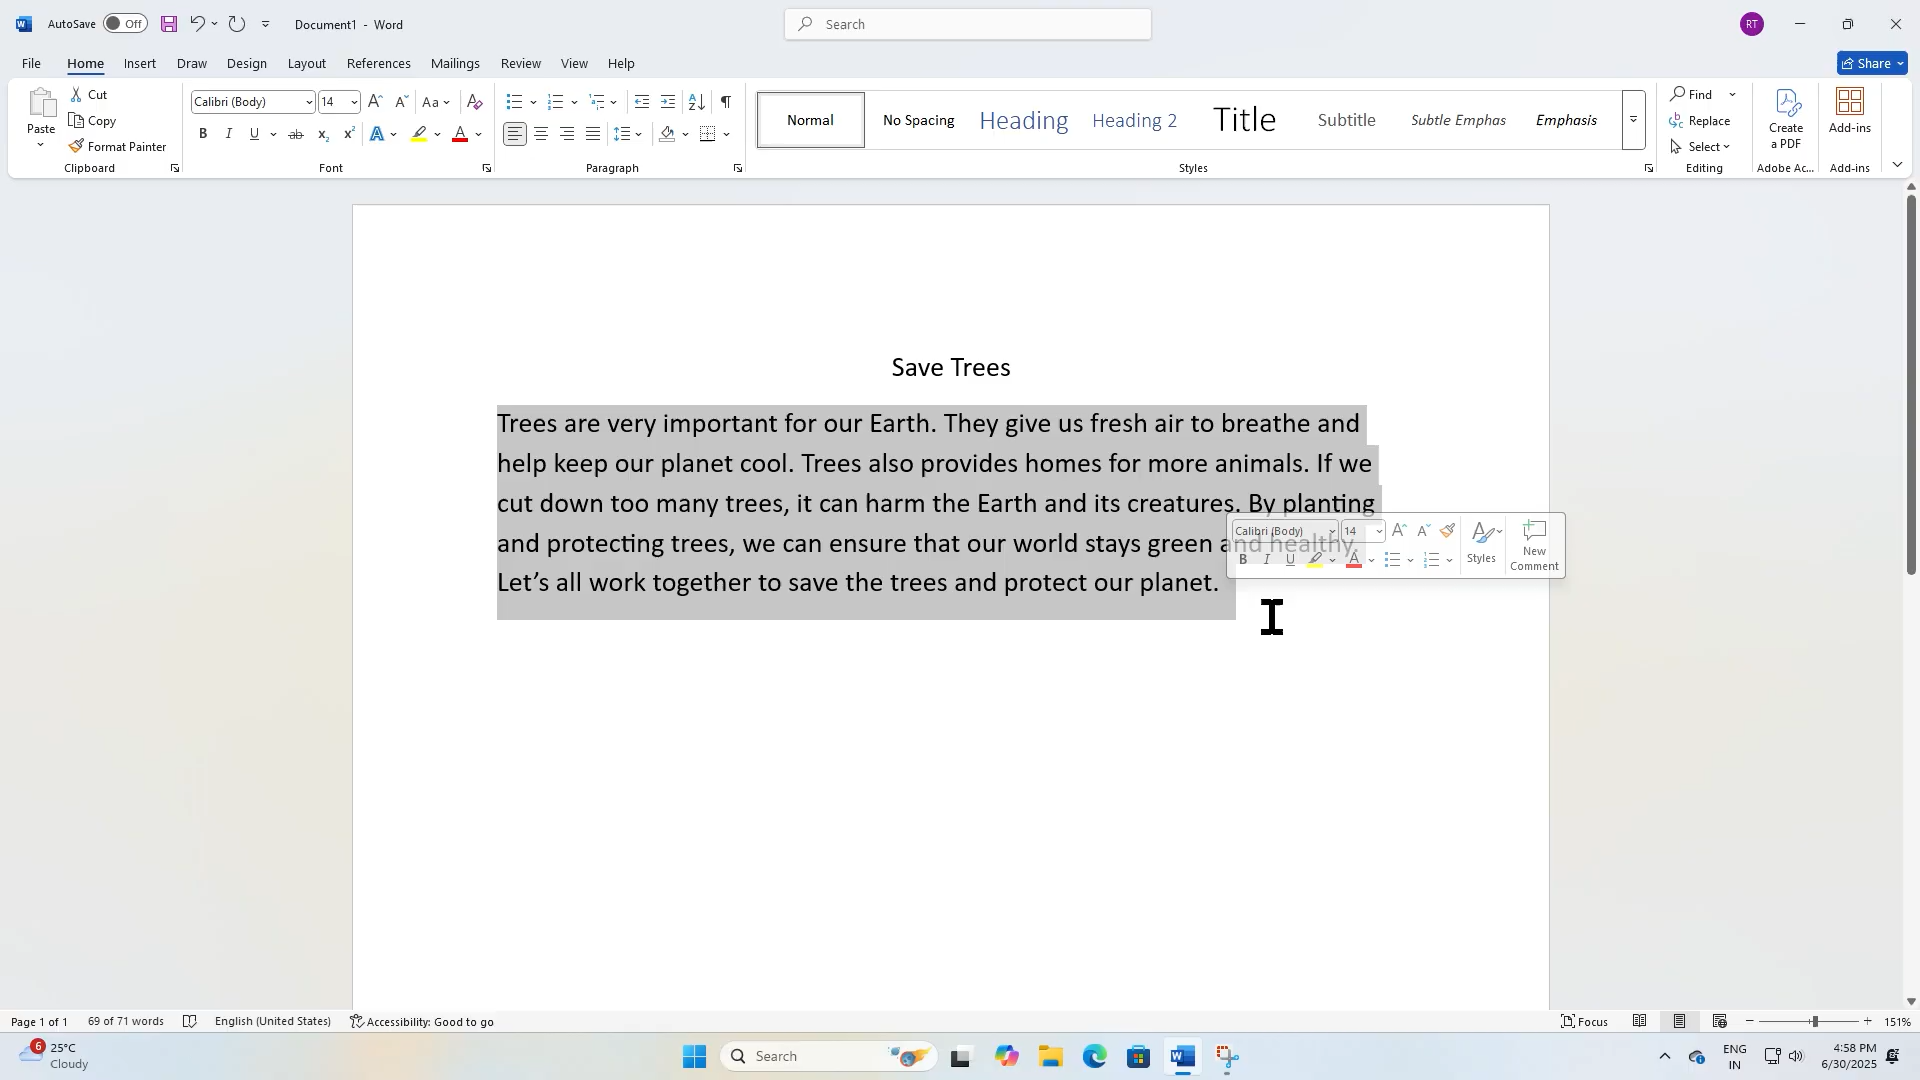 AutoSave Off Document1 - Word Search RT
File Home Insert Draw Design Layout References Mailings Review View Help Share
Paste Cut Copy Format Painter Clipboard
Calibri (Body) 14 Aa
B I U ab x₂ x² A A
Font
Paragraph
Normal No Spacing Heading Heading 2 Title Subtitle Subtle Emphas Emphasis
Styles
Find
Replace
Select
Editing
Create a PDF
Adobe Ac...
Add-ins
Add-ins
Save Trees
Trees are very important for our Earth. They give us fresh air to breathe and
help keep our planet cool. Trees also provides homes for more animals. If we
cut down too many trees, it can harm the Earth and its creatures. By planting
and protecting trees, we can ensure that our world stays green and healthy.
Let’s all work together to save the trees and protect our planet.
Calibri (Body) 14
B I U A
Styles
New Comment
Page 1 of 1 69 of 71 words English (United States) Accessibility: Good to go Focus 151%
6 25°C
Cloudy
Search
ENG
IN
4:58 PM
6/30/2025